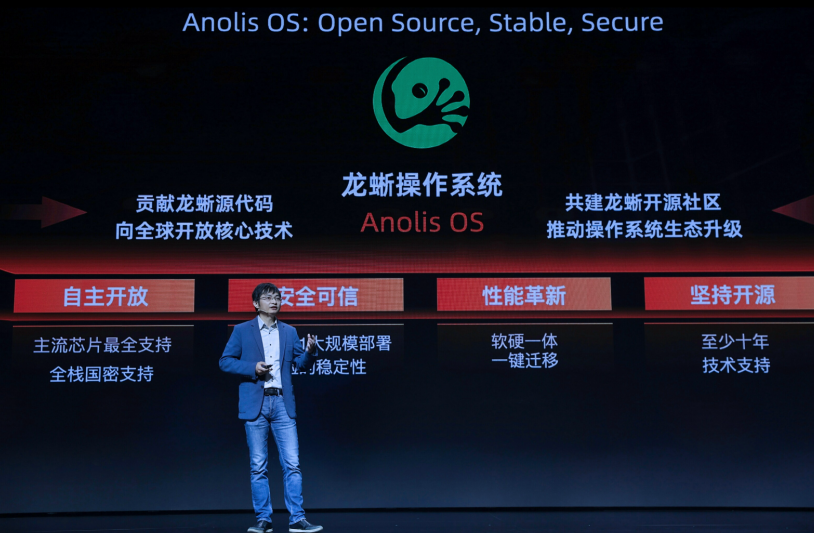 Anolis OS: Open Source, Stable, Secure
龙蜥操作系统
Anolis OS
贡献龙蜥源代码
向全球开放核心技术
共建龙蜥开源社区
推动操作系统生态升级
自主开放
安全可信
性能革新
坚持开源
主流芯片最全支持
全栈国密支持
大规模部署
的稳定性
软硬一体
一键迁移
至少十年
技术支持